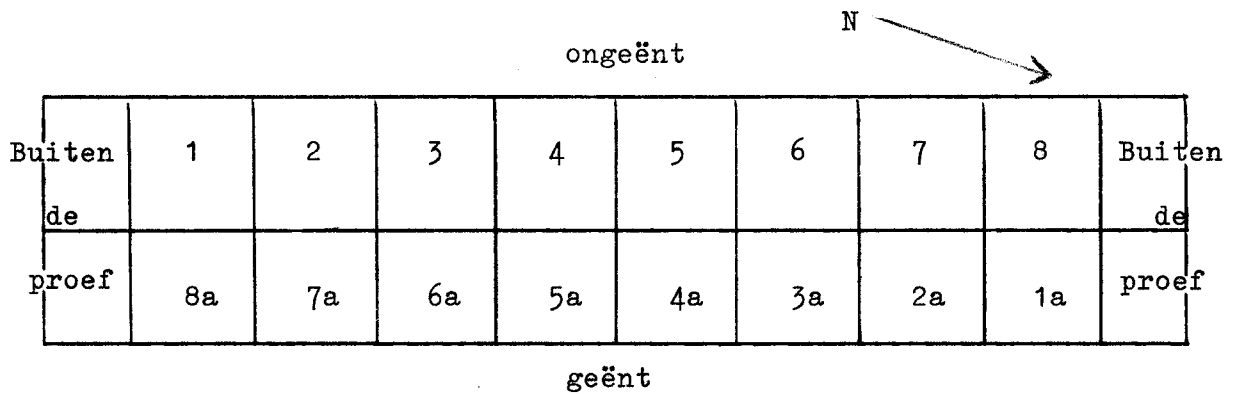 N
ongeënt
Buiten 1 2 3 4 5 6 7 8 Buiten
de de
proef 8a 7a 6a 5a 4a 3a 2a 1a proef
geënt